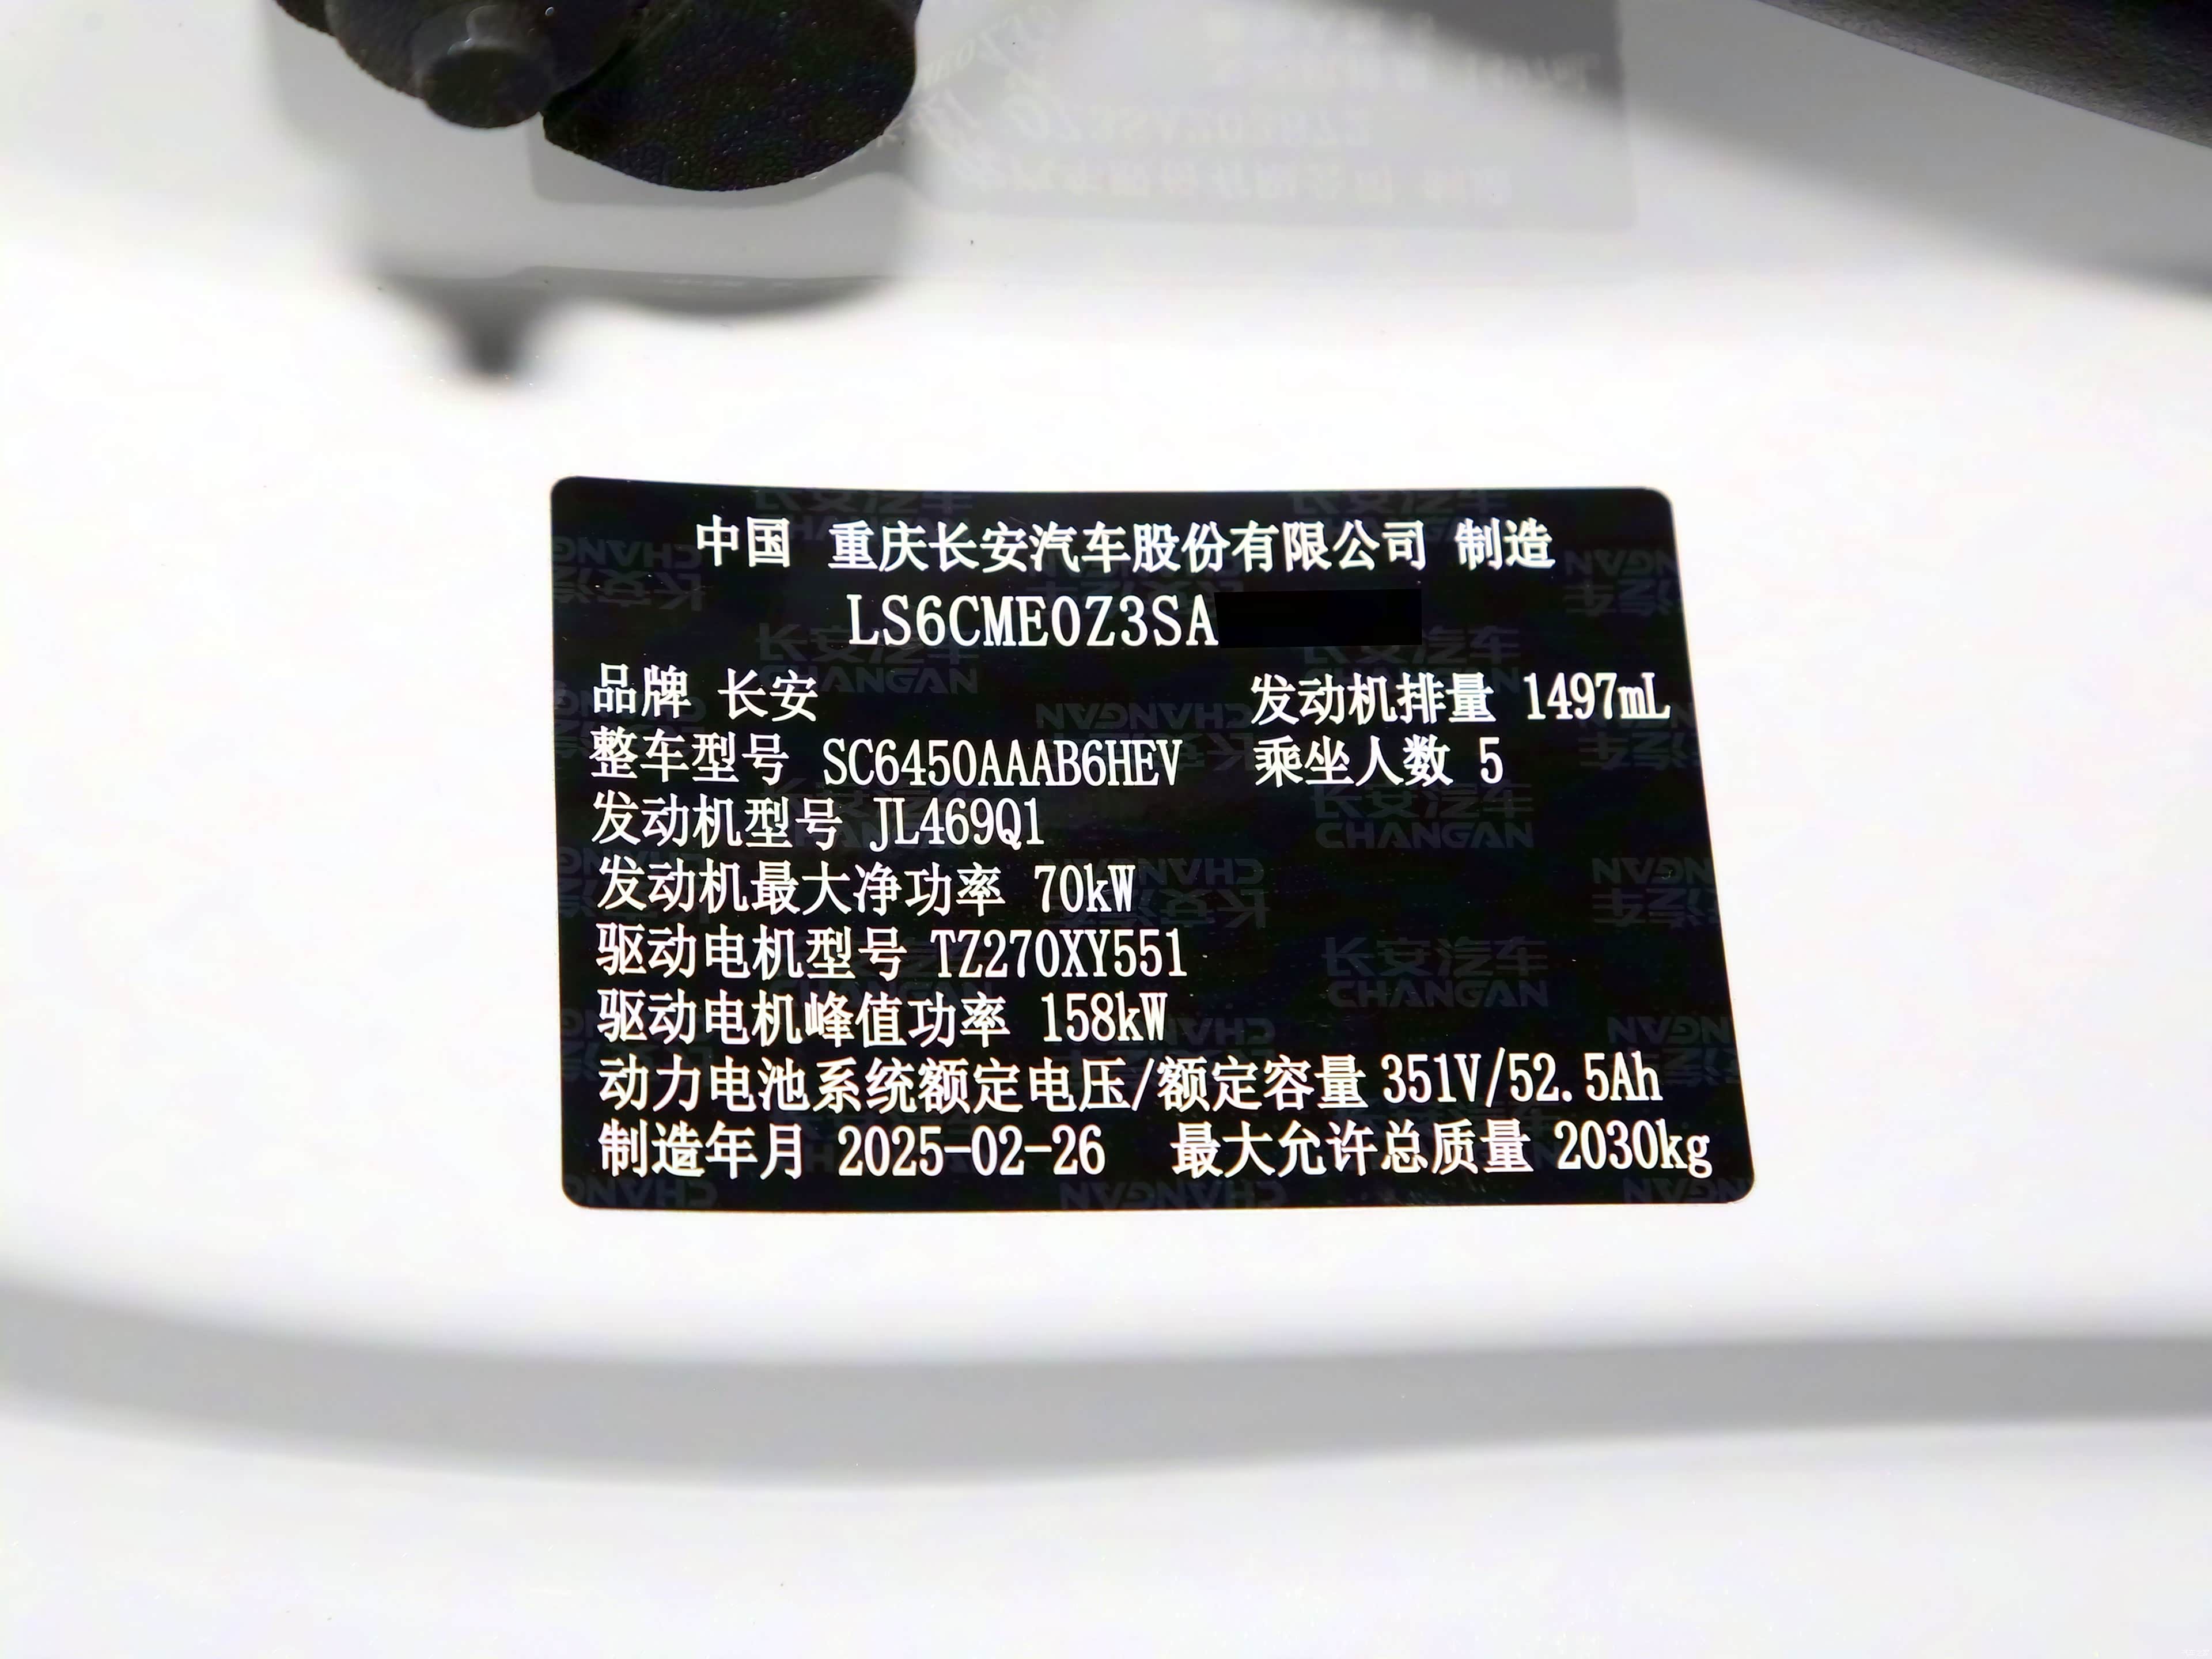 中国 重庆长安汽车股份有限公司 制造
LS6CME0Z3SA
品牌 长安 发动机排量 1497mL
整车型号 SC6450AAAB6HEV 乘坐人数 5
发动机型号 JL469Q1
发动机最大净功率 70kW
驱动电机型号 TZ270XY551
驱动电机峰值功率 158kW
动力电池系统额定电压/额定容量 351V/52.5Ah
制造年月 2025-02-26 最大允许总质量 2030kg